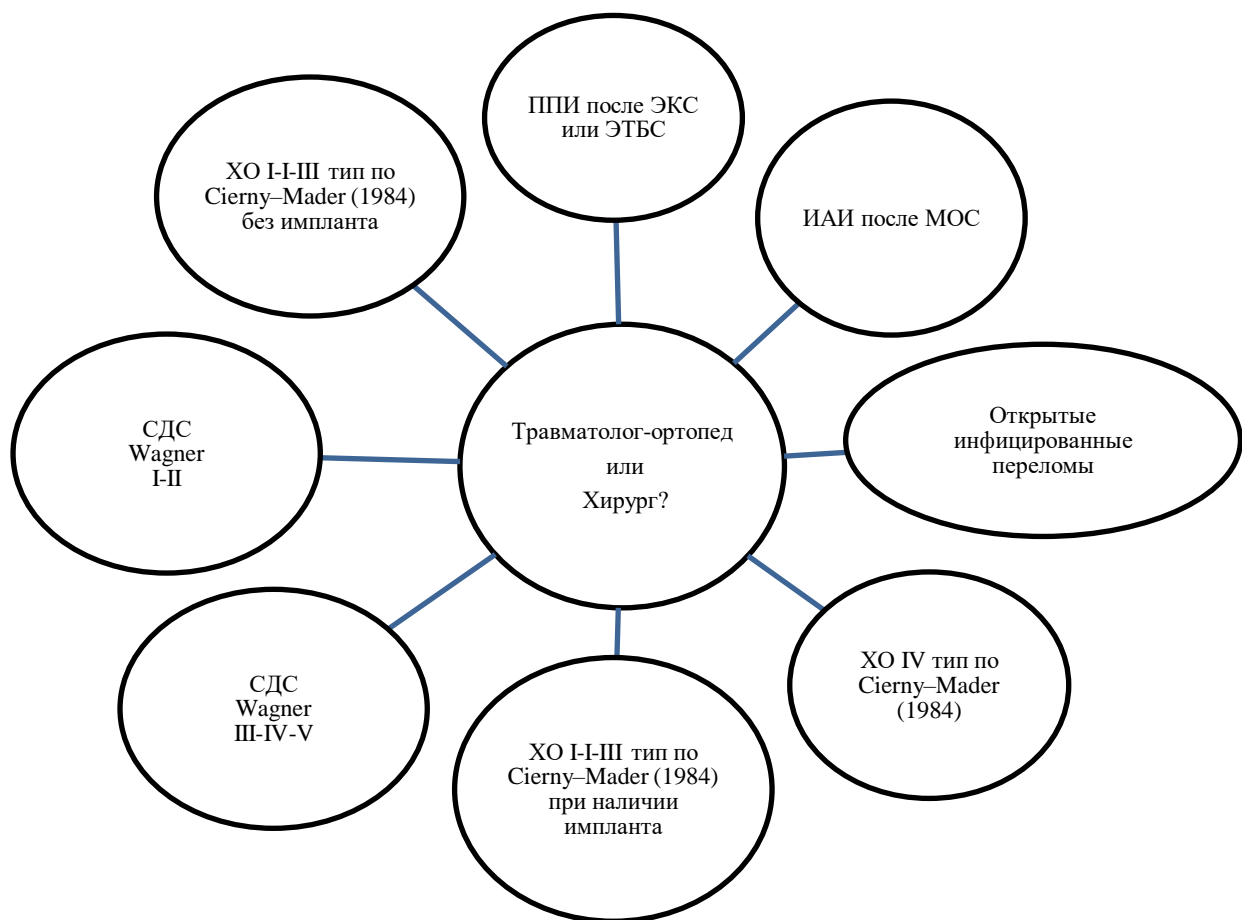 ППИ после ЭКС
или ЭТБС
ХО I-I-III тип по
Cierny–Mader (1984)
без импланта
ИАИ после МОС
Открытые
инфицированные
переломы
Травматолог-ортопед
или
Хирург?
СДС
Wagner
I-II
ХО IV тип по
Cierny–Mader
(1984)
СДС
Wagner
III-IV-V
ХО I-I-III тип по
Cierny–Mader (1984)
при наличии
импланта